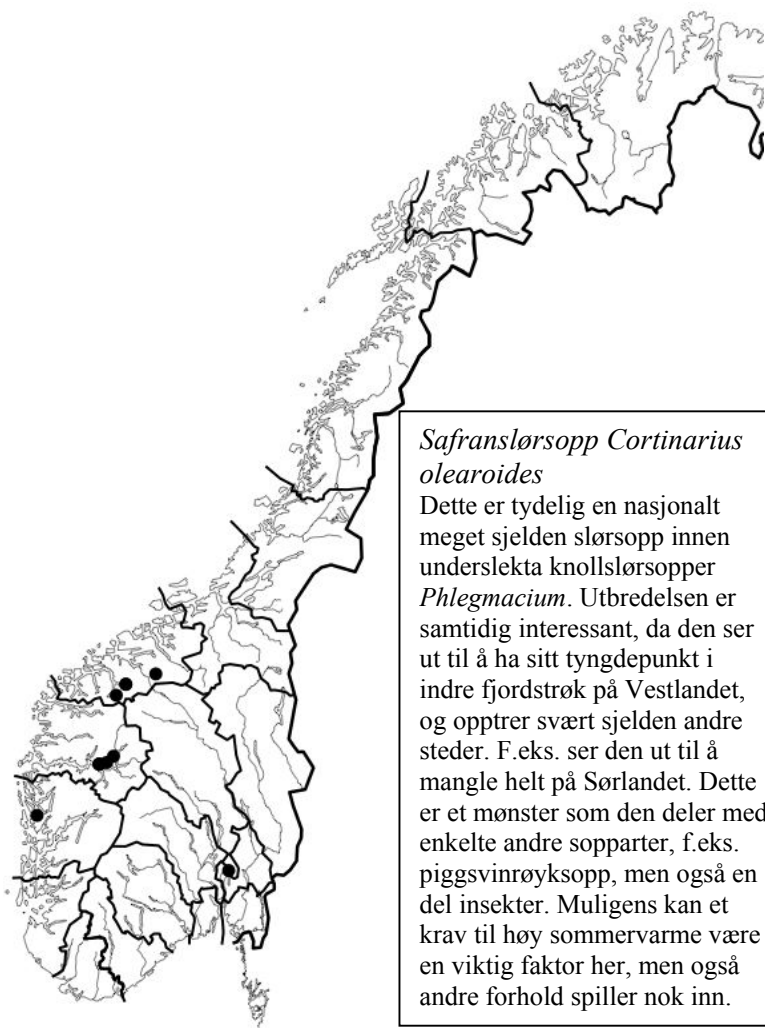 Safranslørsopp Cortinarius
olearoides
Dette er tydelig en nasjonalt
meget sjelden slørsopp innen
underslekta knollslørsopper
Phlegmacium. Utbredelsen er
samtidig interessant, da den ser
ut til å ha sitt tyngdepunkt i
indre fjordstrøk på Vestlandet,
og opptrer svært sjelden andre
steder. F.eks. ser den ut til å
mangle helt på Sørlandet. Dette
er et mønster som den deler med
enkelte andre sopparter, f.eks.
piggsvinrøyksopp, men også en
del insekter. Muligens kan et
krav til høy sommervarme være
en viktig faktor her, men også
andre forhold spiller nok inn.